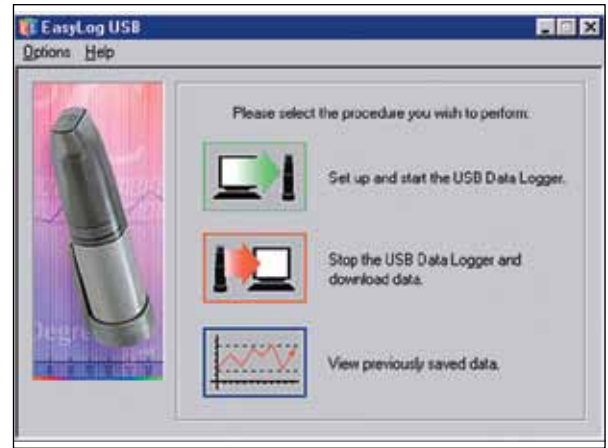 EasyLog USB
Options Help
Please select the procedure you wish to perform:
Set up and start the USB Data Logger.
Stop the USB Data Logger and
download data.
View previously saved data.